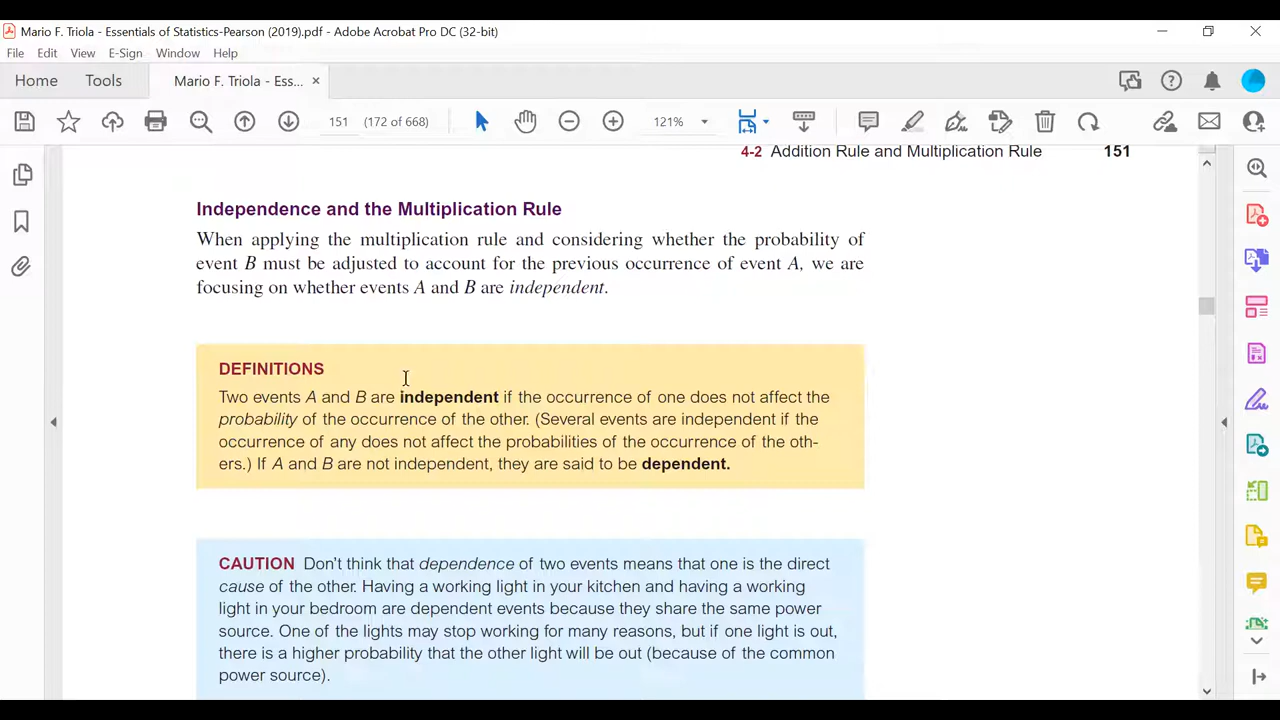 Mario F. Triola - Essentials of Statistics-Pearson (2019).pdf - Adobe Acrobat Pro DC (32-bit)
File Edit View E-Sign Window Help
Home Tools Mario F. Triola - Ess... ×
151 (172 of 668) 121%
4-2 Addition Rule and Multiplication Rule 151
Independence and the Multiplication Rule
When applying the multiplication rule and considering whether the probability of
event B must be adjusted to account for the previous occurrence of event A, we are
focusing on whether events A and B are independent.
DEFINITIONS
Two events A and B are independent if the occurrence of one does not affect the
probability of the occurrence of the other. (Several events are independent if the
occurrence of any does not affect the probabilities of the occurrence of the oth-
ers.) If A and B are not independent, they are said to be dependent.
CAUTION Don't think that dependence of two events means that one is the direct
cause of the other. Having a working light in your kitchen and having a working
light in your bedroom are dependent events because they share the same power
source. One of the lights may stop working for many reasons, but if one light is out,
there is a higher probability that the other light will be out (because of the common
power source).